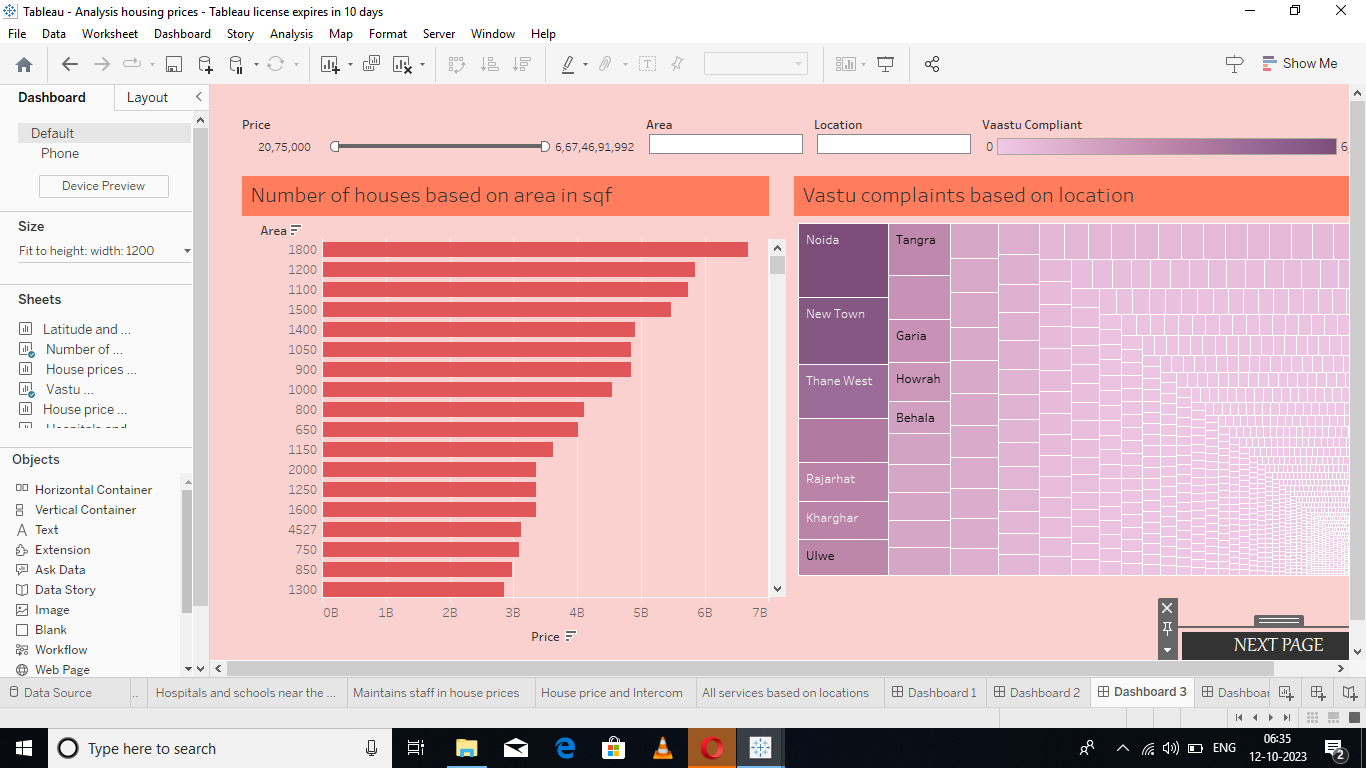 Tableau - Analysis housing prices - Tableau license expires in 10 days
File Data Worksheet Dashboard Story Analysis Map Format Server Window Help
Show Me
Dashboard Layout
Default
Phone
Device Preview
Size
Fit to height: width: 1200
Sheets
Latitude and ...
Number of ...
House prices ...
Vastu ...
House price ...
Hospitals and
Objects
Horizontal Container
Vertical Container
Text
Extension
Ask Data
Data Story
Image
Blank
Workflow
Web Page
Price
20,75,000 6,67,46,91,992
Area
Location
Vaastu Compliant
0 6
Number of houses based on area in sqf
Area
1800
1200
1100
1500
1400
1050
900
1000
800
650
1150
2000
1250
1600
4527
750
850
1300
0B 1B 2B 3B 4B 5B 6B 7B
Price
Vastu complaints based on location
Noida
New Town
Thane West
Rajarhat
Kharghar
Ulwe
Tangra
Garia
Howrah
Behala
NEXT PAGE
Data Source .. Hospitals and schools near the ... Maintains staff in house prices House price and Intercom All services based on locations Dashboard 1 Dashboard 2 Dashboard 3 Dashboar
Type here to search
ENG
06:35
12-10-2023
2